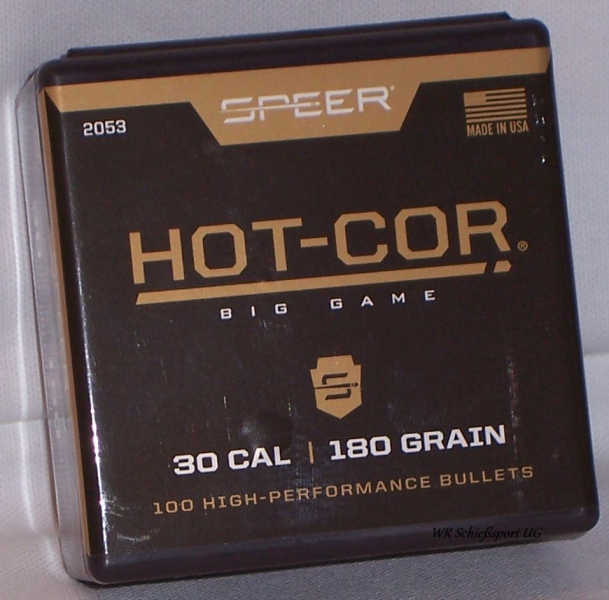 SPEER®
2053
MADE IN USA
HOT-COR®
BIG GAME
S
30 CAL | 180 GRAIN
100 HIGH-PERFORMANCE BULLETS
WR Schießsport UG